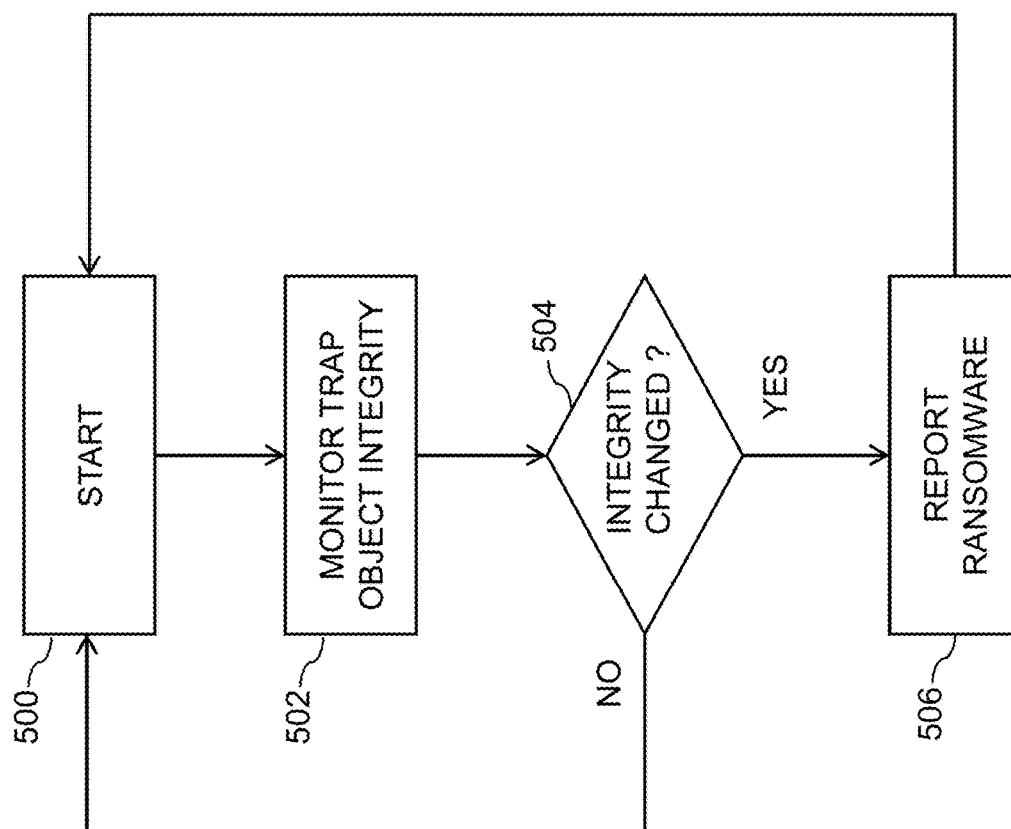 500
START
502
MONITOR TRAP
OBJECT INTEGRITY
504
INTEGRITY
CHANGED ?
NO
YES
506
REPORT
RANSOMWARE